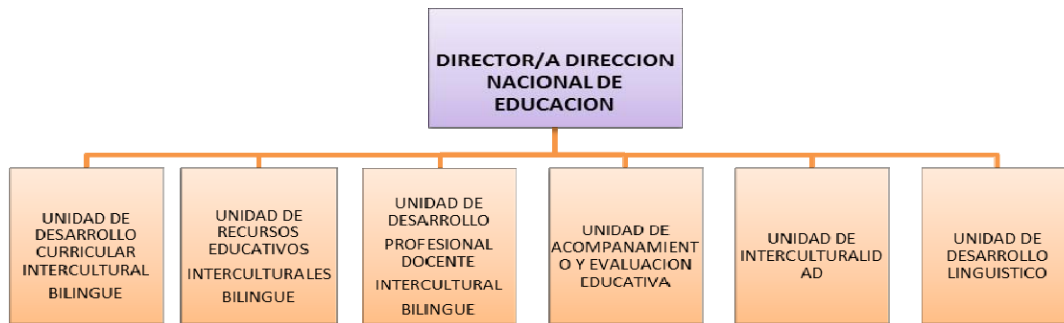 DIRECTOR/A DIRECCION
NACIONAL DE
EDUCACION
UNIDAD DE
DESARROLLO
CURRICULAR
INTERCULTURAL
BILINGUE
UNIDAD DE
RECURSOS
EDUCATIVOS
INTERCULTURALES
BILINGUE
UNIDAD DE
DESARROLLO
PROFESIONAL
DOCENTE
INTERCULTURAL
BILINGUE
UNIDAD DE
ACOMPANAMIENT
O Y EVALUACION
EDUCATIVA
UNIDAD DE
INTERCULTURALID
AD
UNIDAD DE
DESARROLLO
LINGUISTICO